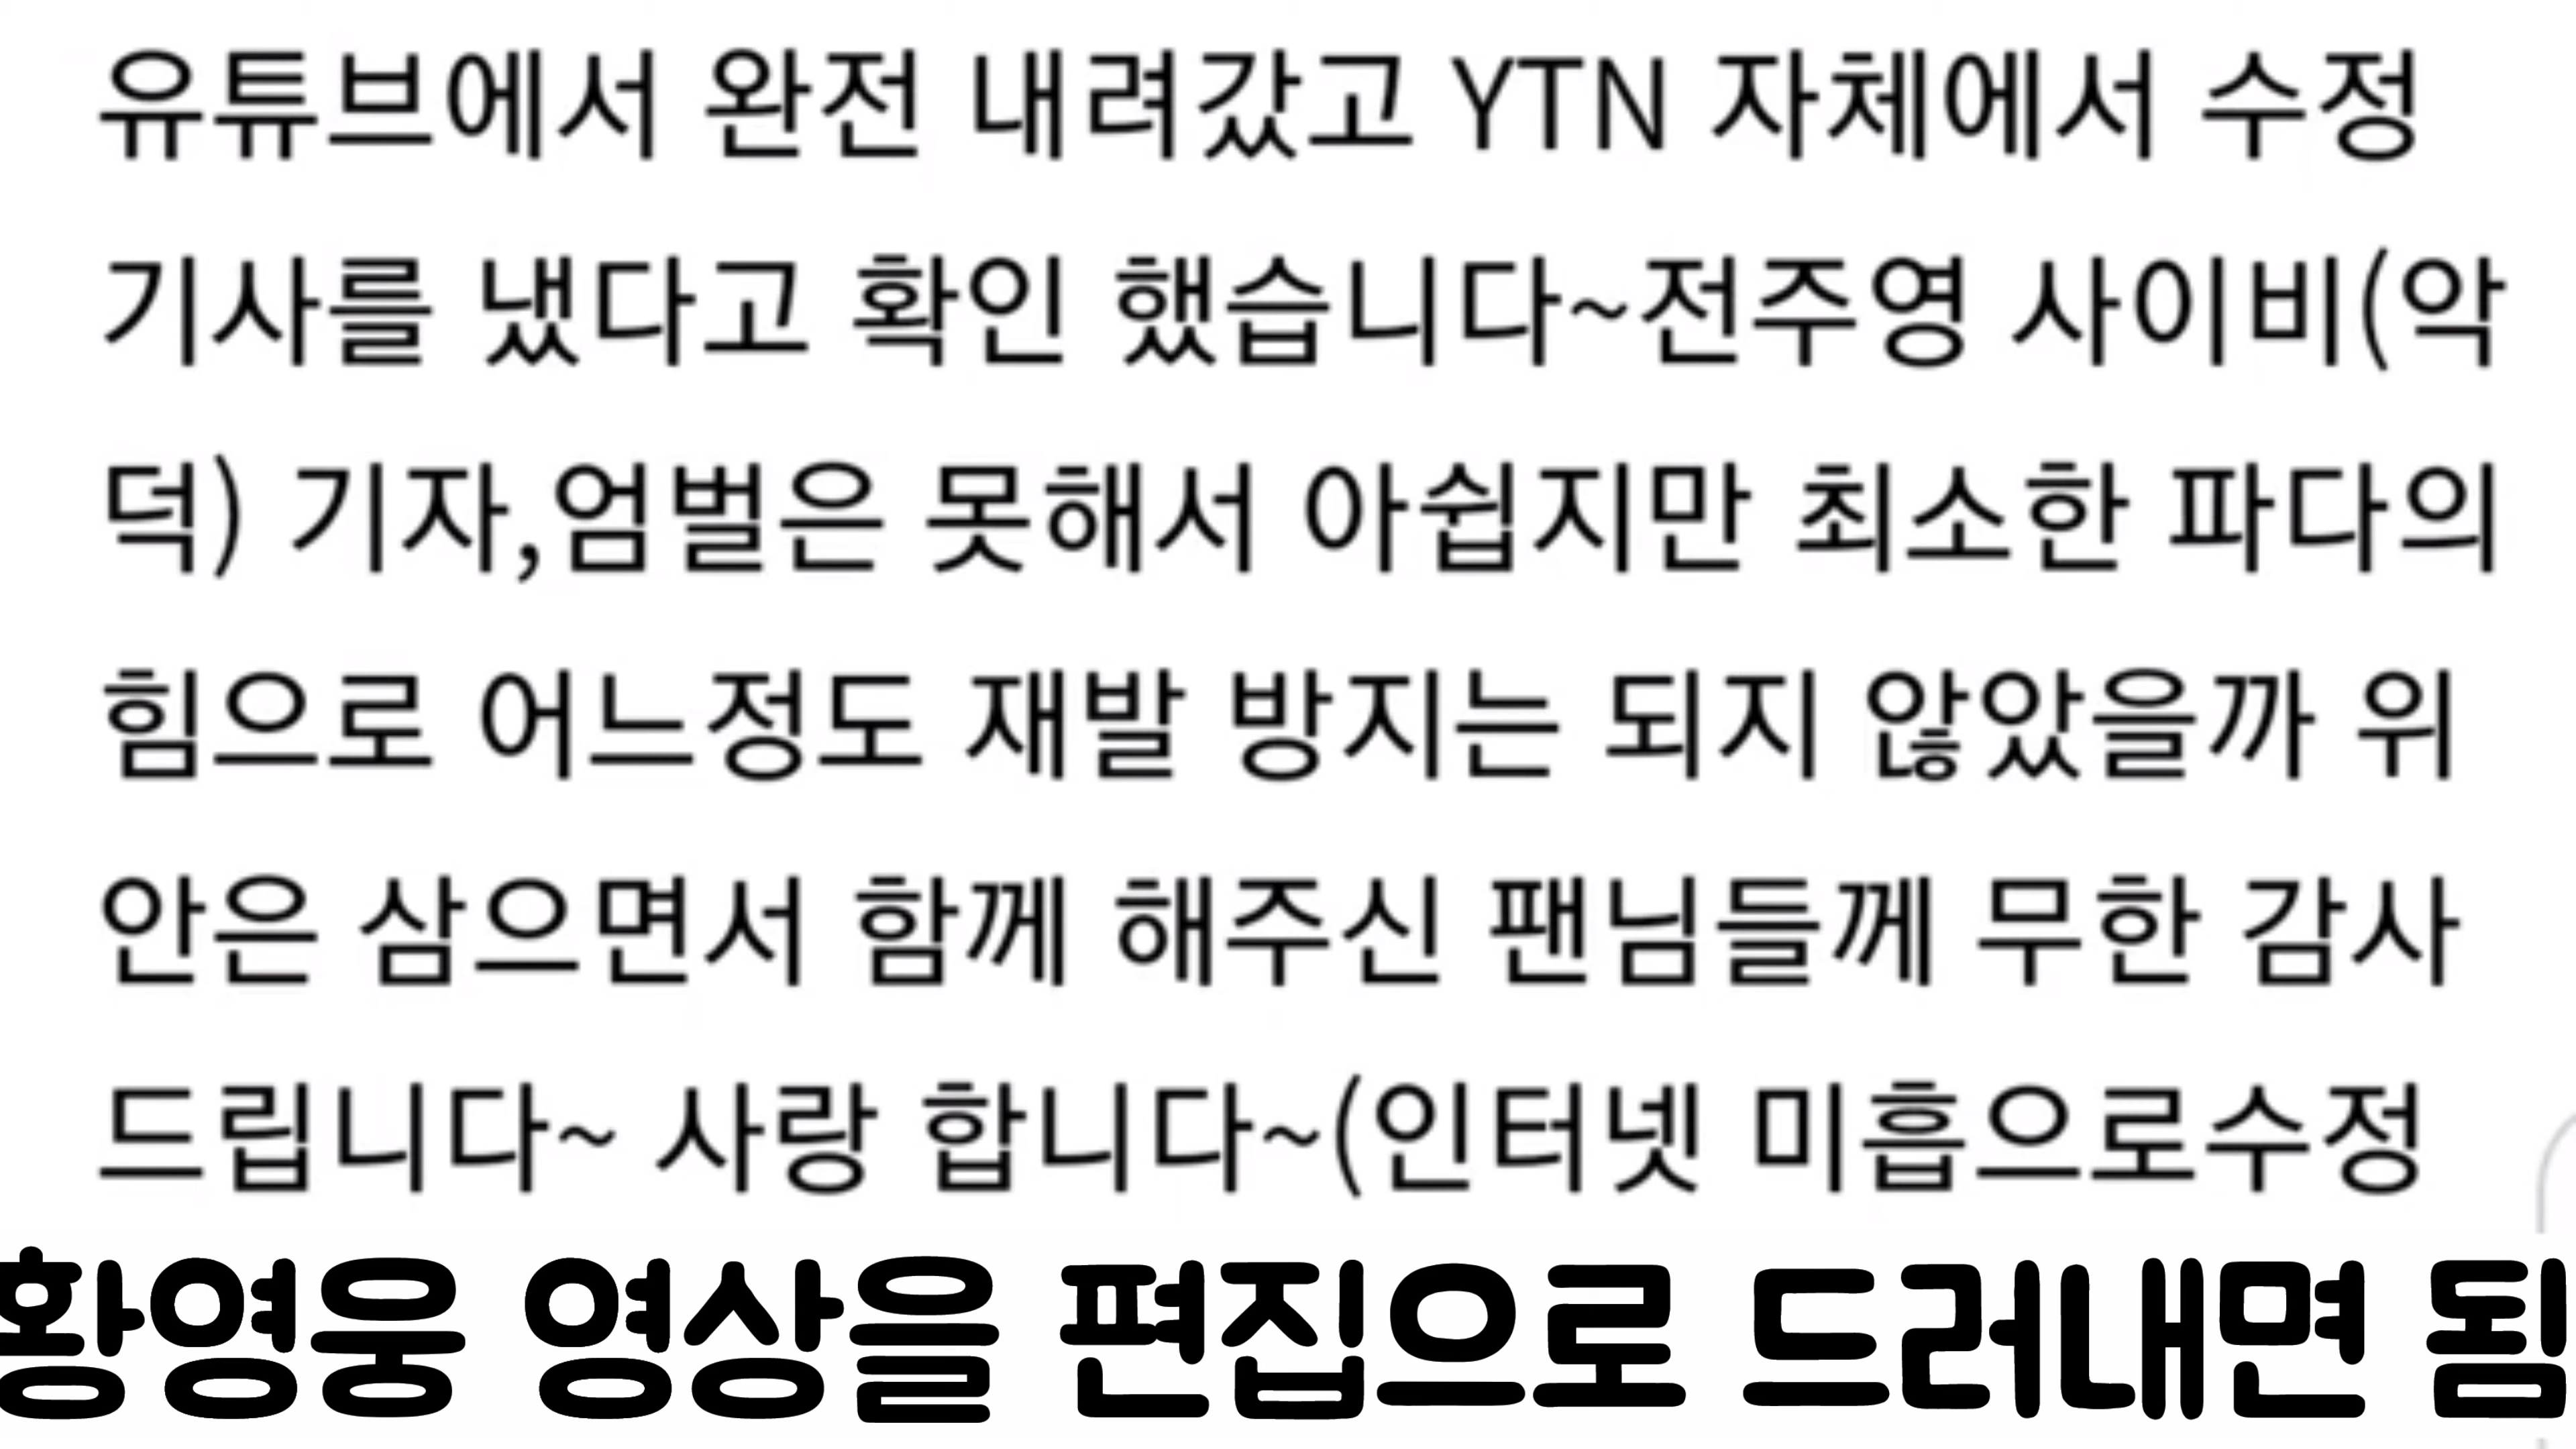 유튜브에서 완전 내려갔고 YTN 자체에서 수정
기사를 냈다고 확인 했습니다~전주영 사이비(악
덕) 기자,엄벌은 못해서 아쉽지만 최소한 파다의
힘으로 어느정도 재발 방지는 되지 않았을까 위
안은 삼으면서 함께 해주신 팬님들께 무한 감사
드립니다~ 사랑 합니다~(인터넷 미흡으로수정
황영웅 영상을 편집으로 드러내면 됨